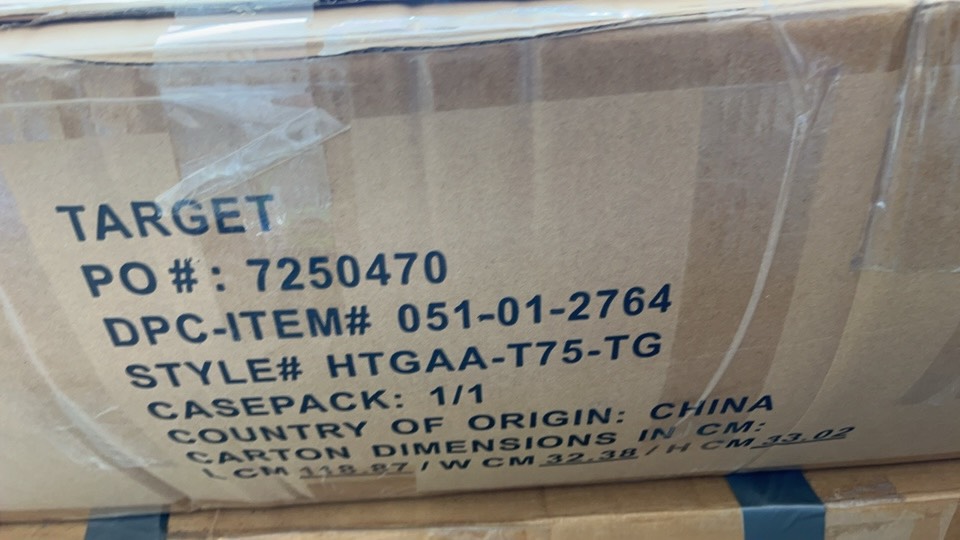 TARGET
PO#: 7250470
DPC-ITEM# 051-01-2764
STYLE# HTGAA-T75-TG
CASEPACK: 1/1
COUNTRY OF ORIGIN: CHINA
CARTON DIMENSIONS IN CM:
L CM 118.87 / W CM 32.38 / H CM 33.02